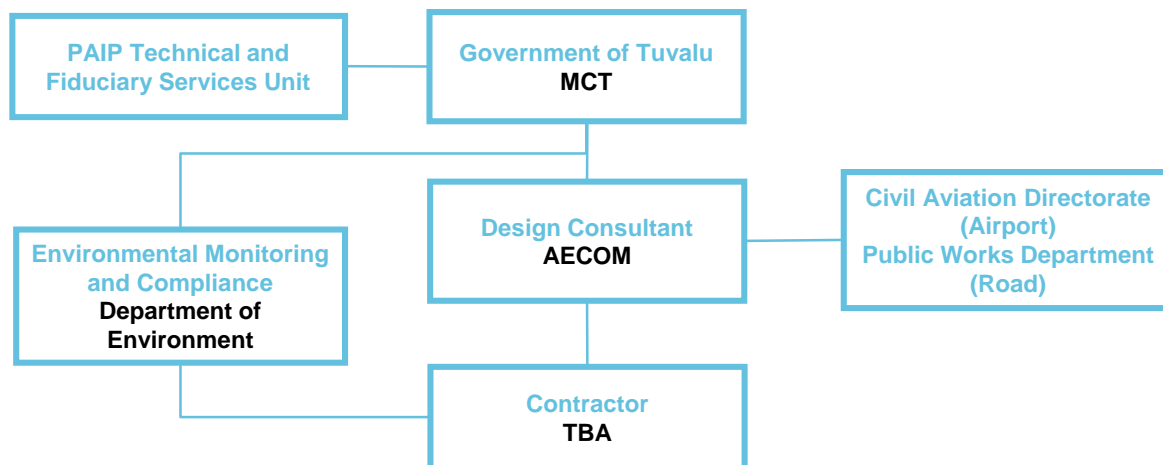 PAIP Technical and
Fiduciary Services Unit
Government of Tuvalu
MCT
Design Consultant
AECOM
Civil Aviation Directorate
(Airport)
Public Works Department
(Road)
Environmental Monitoring
and Compliance
Department of
Environment
Contractor
TBA